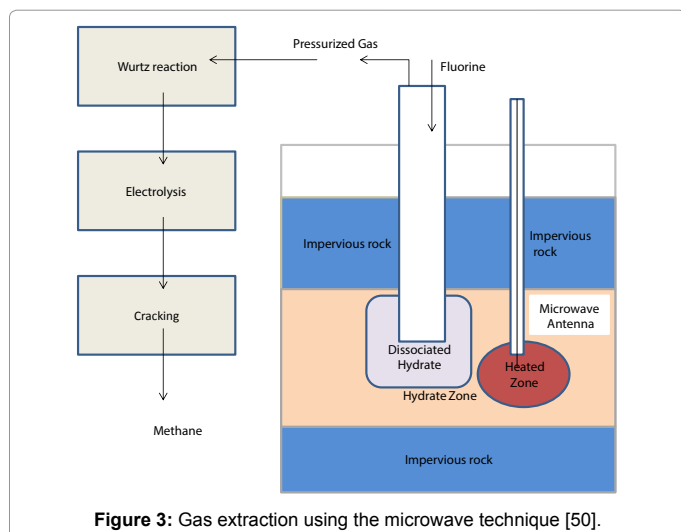 Pressurized Gas
Wurtz reaction
Fluorine
Electrolysis
Impervious rock
Impervious
rock
Cracking
Microwave
Antenna
Dissociated
Hydrate
Heated
Zone
Hydrate Zone
Methane
Impervious rock
Figure 3: Gas extraction using the microwave technique [50].